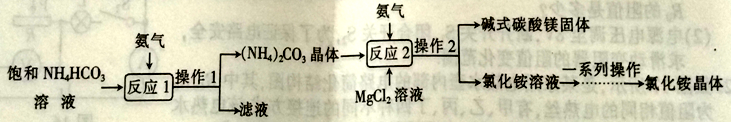 氨气
氨气
饱和 NH₄HCO₃
溶液
反应 1
操作 1
(NH₄)₂CO₃ 晶体
滤液
反应 2
MgCl₂ 溶液
操作 2
碱式碳酸镁固体
氯化铵溶液
一系列操作
氯化铵晶体